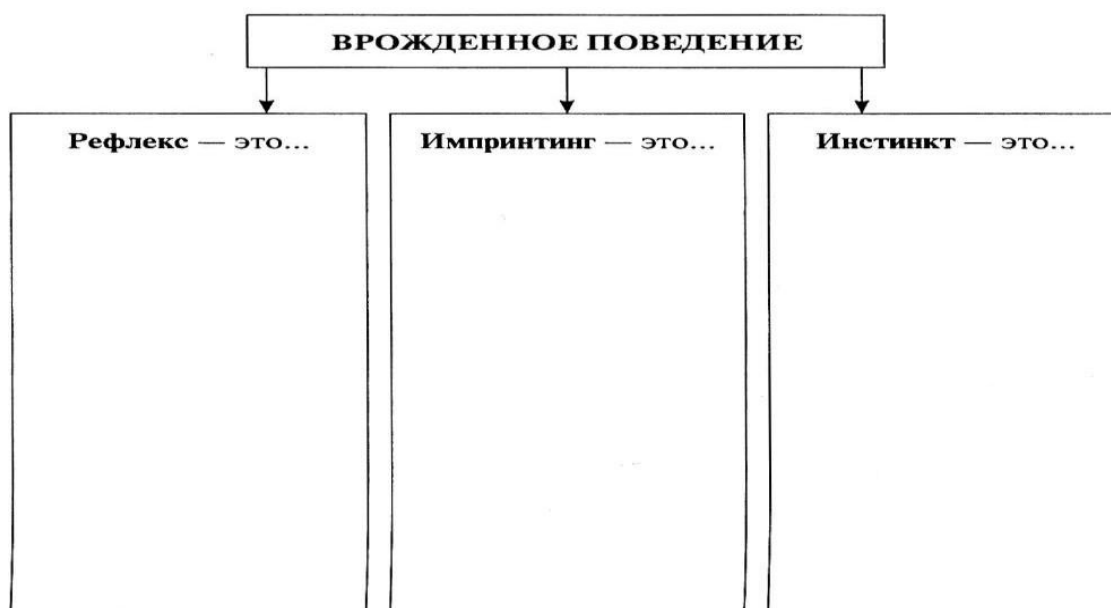 ВРОЖДЕННОЕ ПОВЕДЕНИЕ
Рефлекс — это...
Импринтинг — это...
Инстинкт — это...